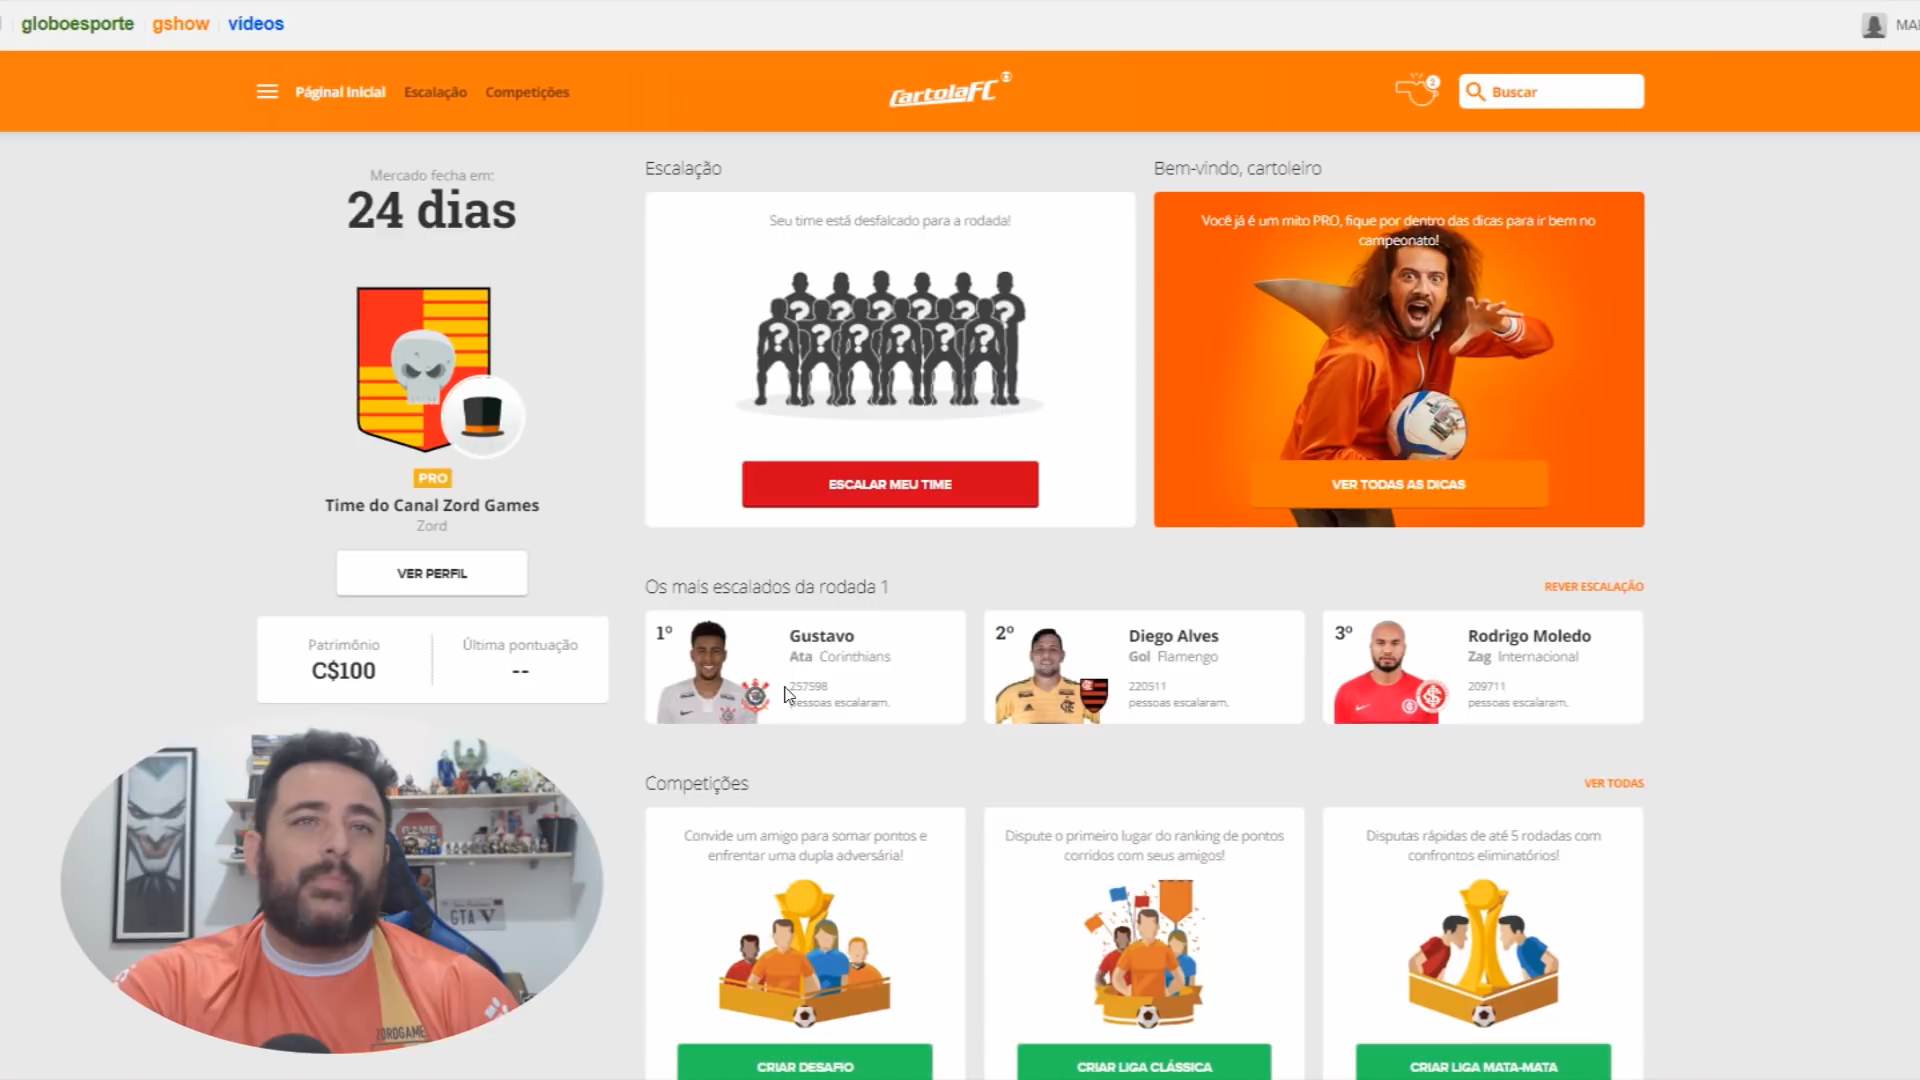 globoesporte
gshow
vídeos
Páginal Inicial
Escalação
Competições
CartolaFC
2
Buscar
Mercado fecha em:
24 dias
PRO
Time do Canal Zord Games
Zord
VER PERFIL
Patrimônio
C$100
Última pontuação
--
Escalação
Seu time está desfalcado para a rodada!
? ? ? ? ? ? ? ?
ESCALAR MEU TIME
Bem-vindo, cartoleiro
Você já é um mito PRO, fique por dentro das dicas para ir bem no
campeonato!
VER TODAS AS DICAS
Os mais escalados da rodada 1
REVER ESCALAÇÃO
1º
Gustavo
Ata Corinthians
257598
pessoas escalaram.
2º
Diego Alves
Gol Flamengo
220511
pessoas escalaram.
3º
Rodrigo Moledo
Zag Internacional
209711
pessoas escalaram.
Competições
VER TODAS
Convide um amigo para somar pontos e
enfrentar uma dupla adversária!
CRIAR DESAFIO
Dispute o primeiro lugar do ranking de pontos
corridos com seus amigos!
CRIAR LIGA CLÁSSICA
Disputas rápidas de até 5 rodadas com
confrontos eliminatórios!
CRIAR LIGA MATA-MATA
GAME
GTA V
ZORDGAMES